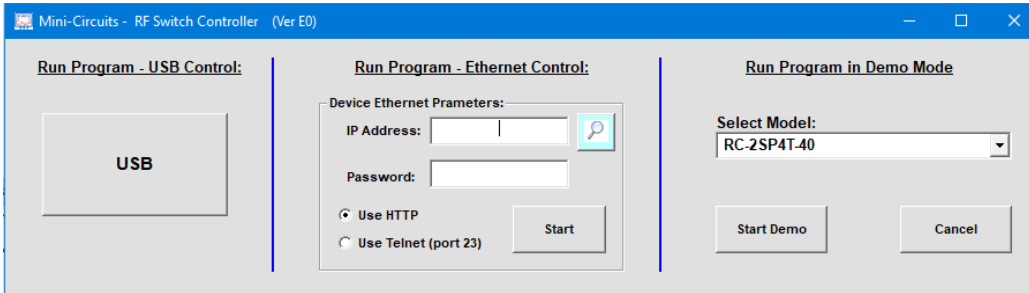 Mini-Circuits - RF Switch Controller (Ver E0)
Run Program - USB Control:
USB
Run Program - Ethernet Control:
Device Ethernet Prameters:
IP Address:
Password:
Use HTTP
Use Telnet (port 23)
Start
Run Program in Demo Mode
Select Model:
RC-2SP4T-40
Start Demo
Cancel